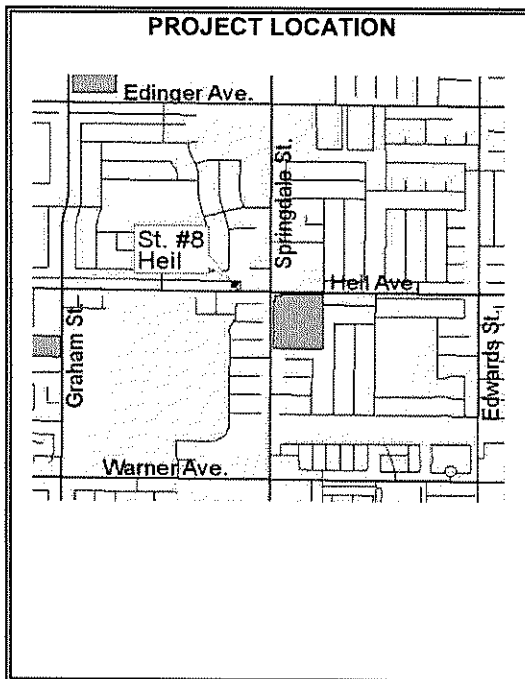 PROJECT LOCATION
Edinger Ave.
Springdale St.
St. #8
Heil
Heil Ave.
Graham St.
Edwards St.
Warner Ave.